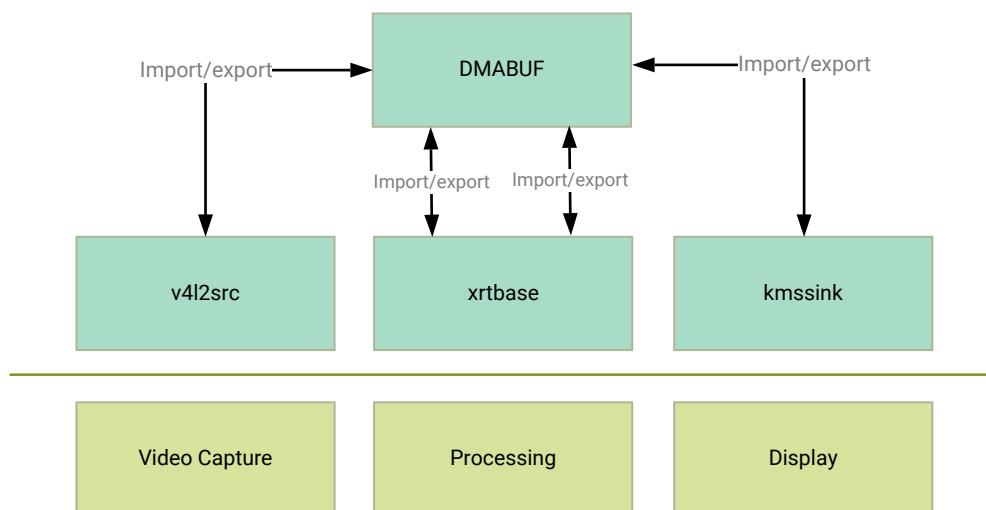 Import/export
DMABUF
Import/export
Import/export
Import/export
v4l2src
xrtbase
kmssink
Video Capture
Processing
Display